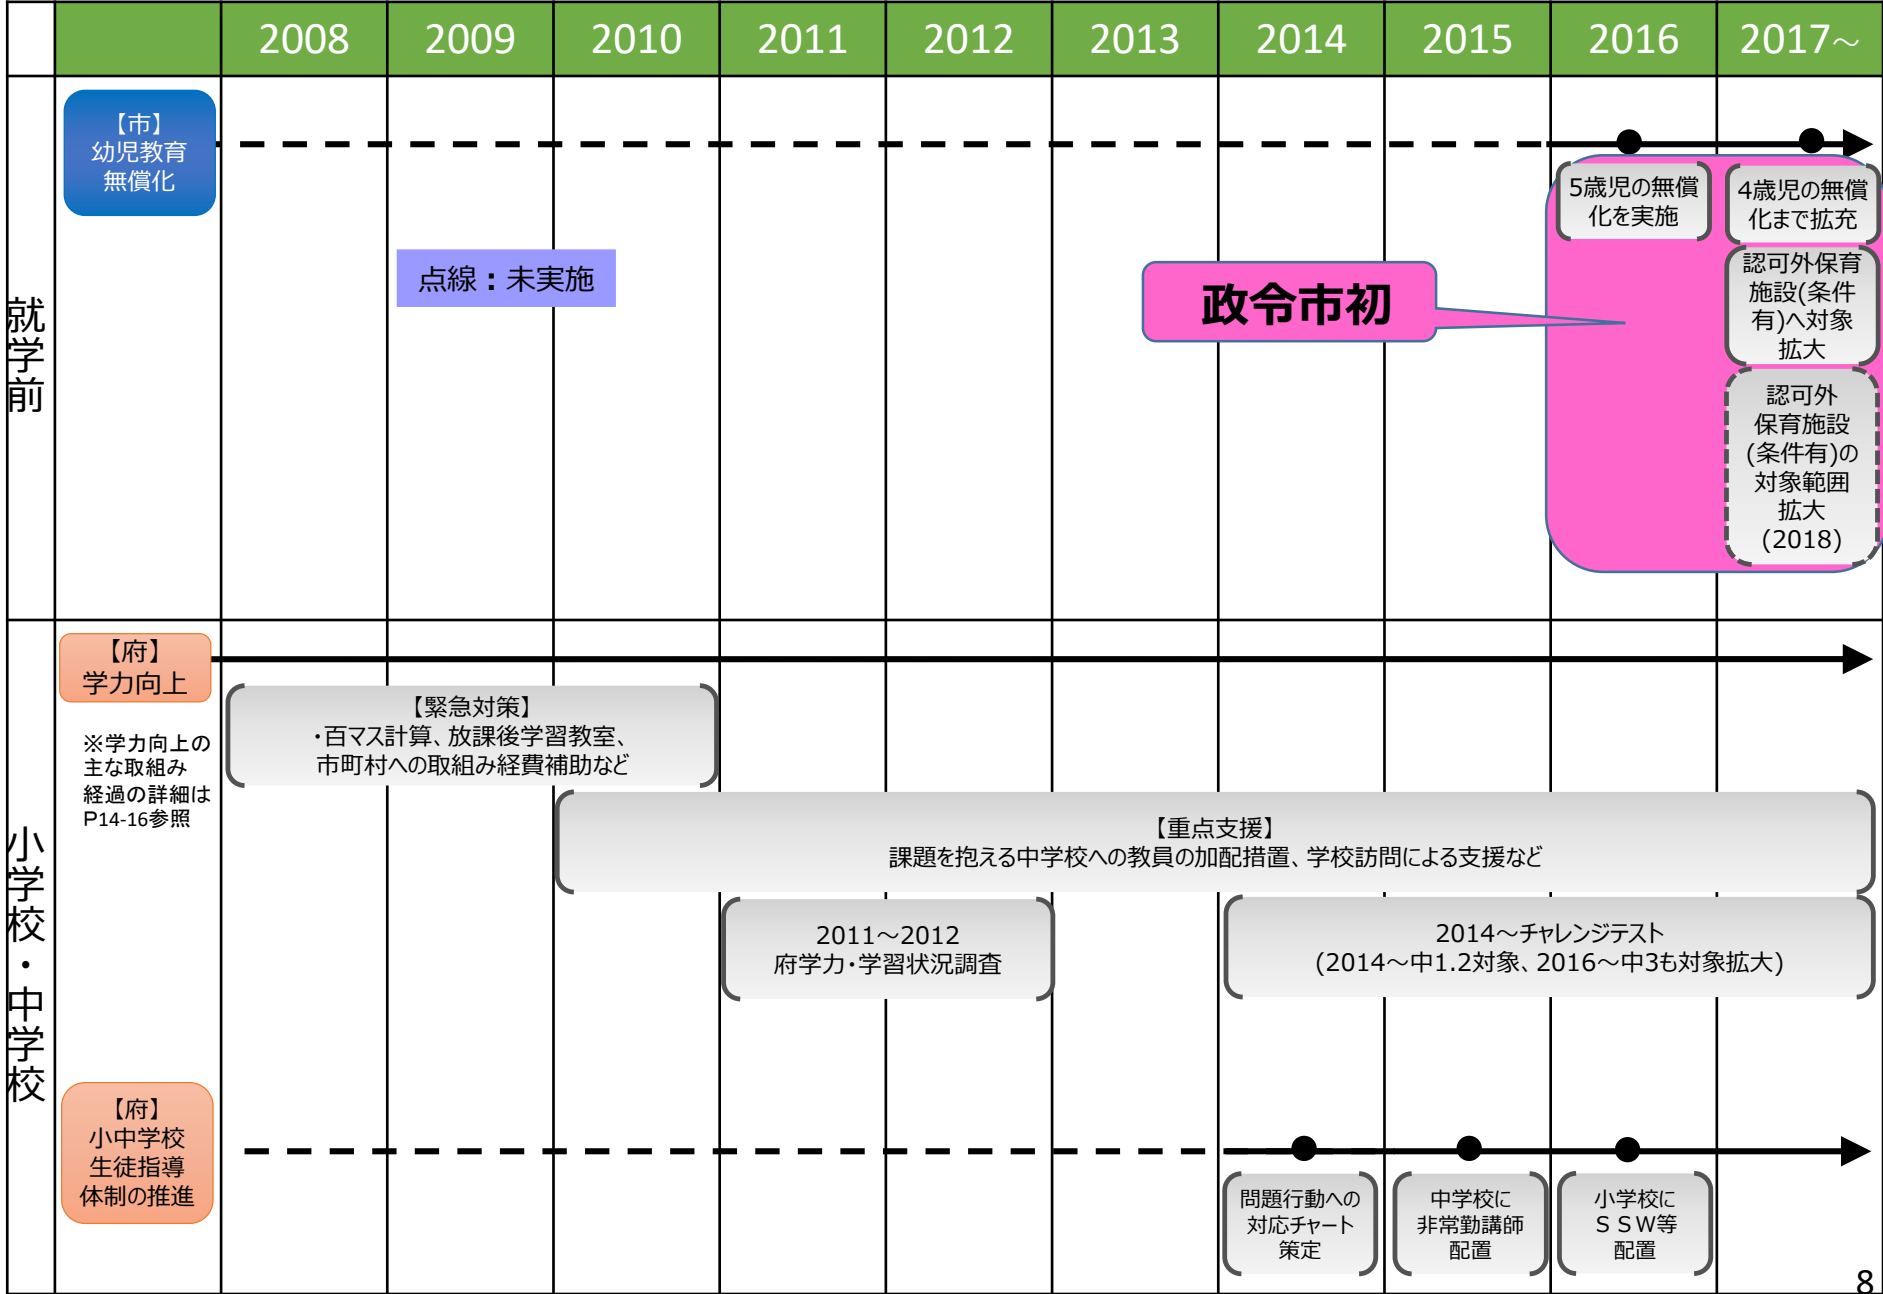 2008 2009 2010 2011 2012 2013 2014 2015 2016 2017～
就学前
【市】
幼児教育
無償化
5歳児の無償
化を実施
4歳児の無償
化まで拡充
認可外保育
施設(条件
有)へ対象
拡大
認可外
保育施設
(条件有)の
対象範囲
拡大
(2018)
点線：未実施
政令市初
小学校・中学校
【府】
学力向上
※学力向上の
主な取組み
経過の詳細は
P14-16参照
【緊急対策】
・百マス計算、放課後学習教室、
市町村への取組み経費補助など
【重点支援】
課題を抱える中学校への教員の加配措置、学校訪問による支援など
2011～2012
府学力・学習状況調査
2014～チャレンジテスト
(2014～中1.2対象、2016～中3も対象拡大)
【府】
小中学校
生徒指導
体制の推進
問題行動への
対応チャート
策定
中学校に
非常勤講師
配置
小学校に
ＳＳＷ等
配置
8